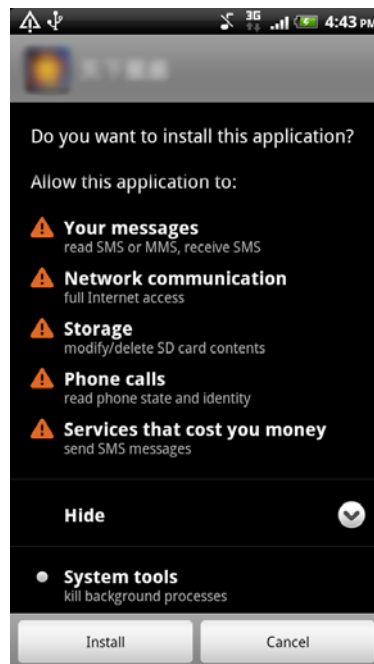 3G 4:43 PM
Do you want to install this application?
Allow this application to:
Your messages
read SMS or MMS, receive SMS
Network communication
full Internet access
Storage
modify/delete SD card contents
Phone calls
read phone state and identity
Services that cost you money
send SMS messages
Hide
System tools
kill background processes
Install Cancel